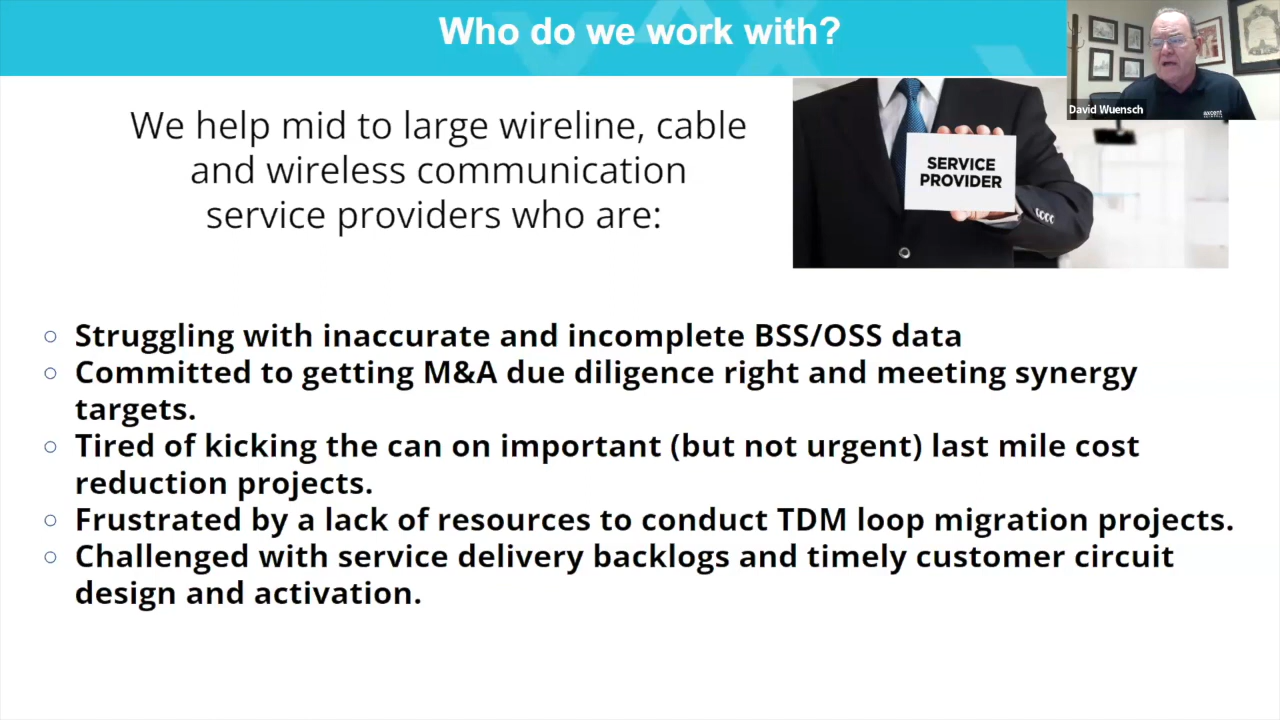 Who do we work with?
We help mid to large wireline, cable
and wireless communication
service providers who are:
SERVICE
PROVIDER
David Wuensch
axcent
Struggling with inaccurate and incomplete BSS/OSS data
Committed to getting M&A due diligence right and meeting synergy
targets.
Tired of kicking the can on important (but not urgent) last mile cost
reduction projects.
Frustrated by a lack of resources to conduct TDM loop migration projects.
Challenged with service delivery backlogs and timely customer circuit
design and activation.